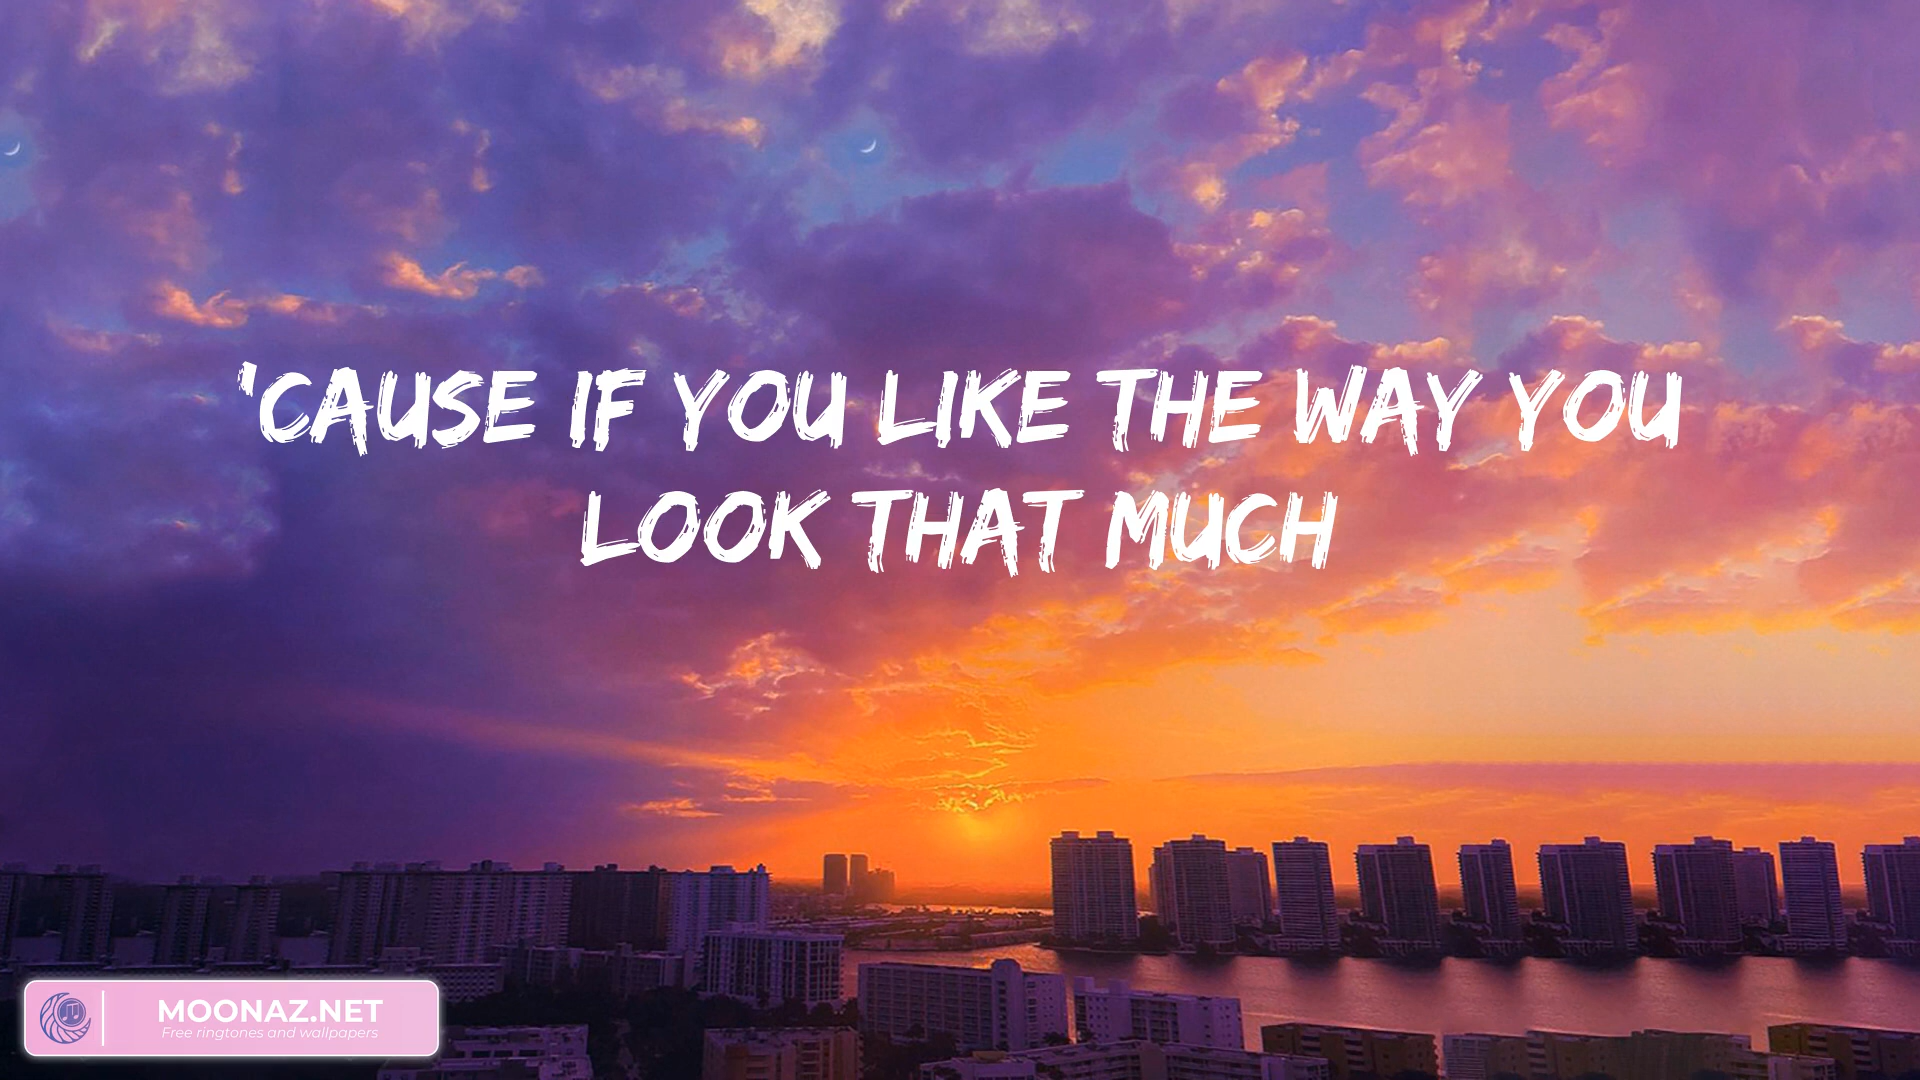 'CAUSE IF YOU LIKE THE WAY YOU
LOOK THAT MUCH
MOONAZ.NET
Free ringtones and wallpapers